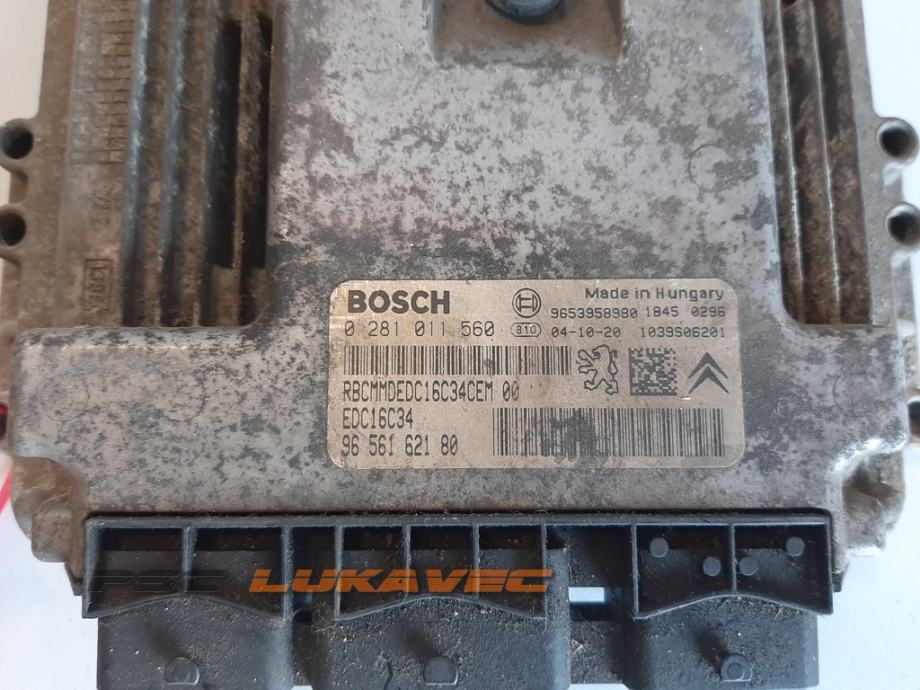 BOSCH
Made in Hungary
9653958980 1845 0296
0 281 011 560
810
04-10-20 1039S06201
RBCMMDEDC16C34CEM 00
EDC16C34
96 561 621 80
LUKAVEC